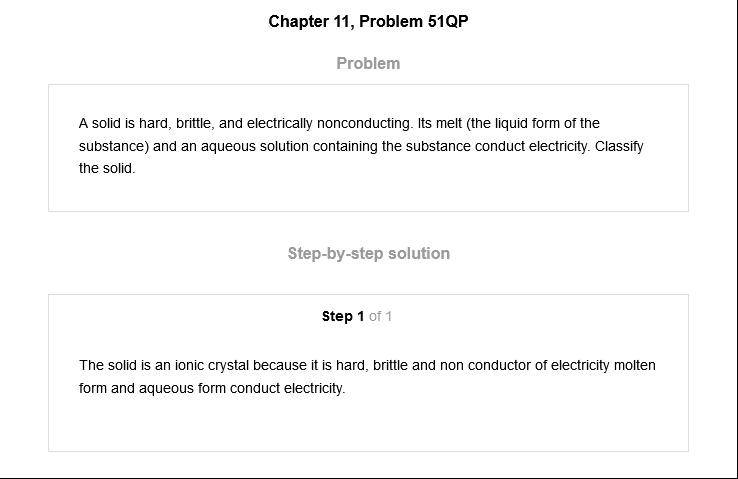 Chapter 11, Problem 51QP
Problem
A solid is hard, brittle, and electrically nonconducting. Its melt (the liquid form of the
substance) and an aqueous solution containing the substance conduct electricity. Classify
the solid.
Step-by-step solution
Step 1 of 1
The solid is an ionic crystal because it is hard, brittle and non conductor of electricity molten
form and aqueous form conduct electricity.